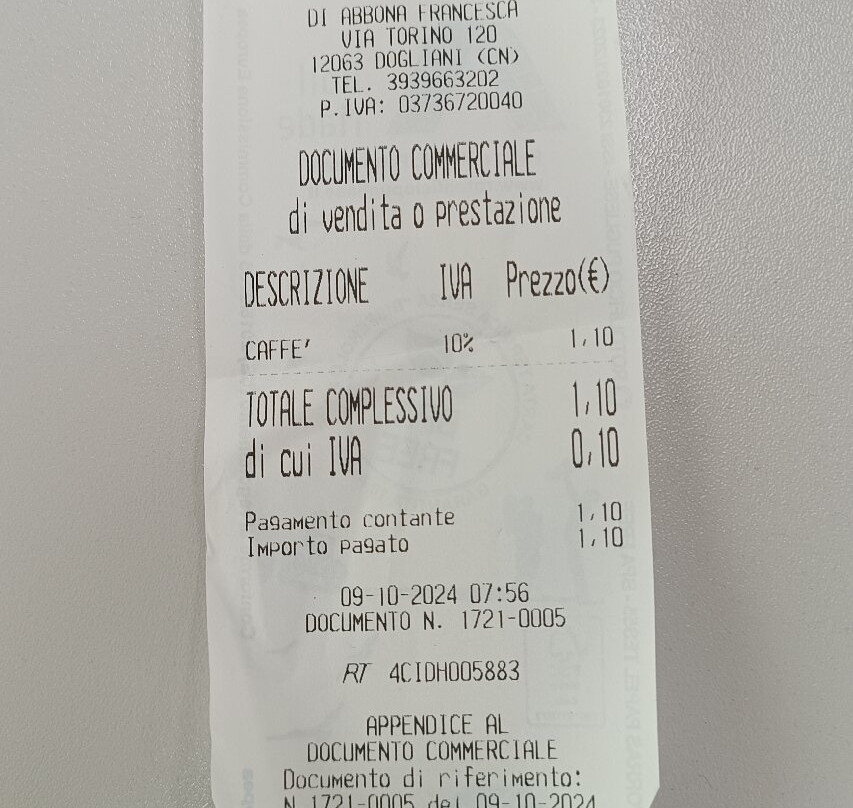 DI ABBONA FRANCESCA
VIA TORINO 120
12063 DOGLIANI (CN)
TEL. 3939663202
P.IVA: 03736720040
DOCUMENTO COMMERCIALE
di vendita o prestazione
DESCRIZIONE IVA Prezzo(€)
CAFFE' 10% 1,10
TOTALE COMPLESSIVO 1,10
di cui IVA 0,10
Pagamento contante 1,10
Importo pagato 1,10
09-10-2024 07:56
DOCUMENTO N. 1721-0005
RT 4CIDH005883
APPENDICE AL
DOCUMENTO COMMERCIALE
Documento di riferimento:
N.1721-0005 del 09-10-2024